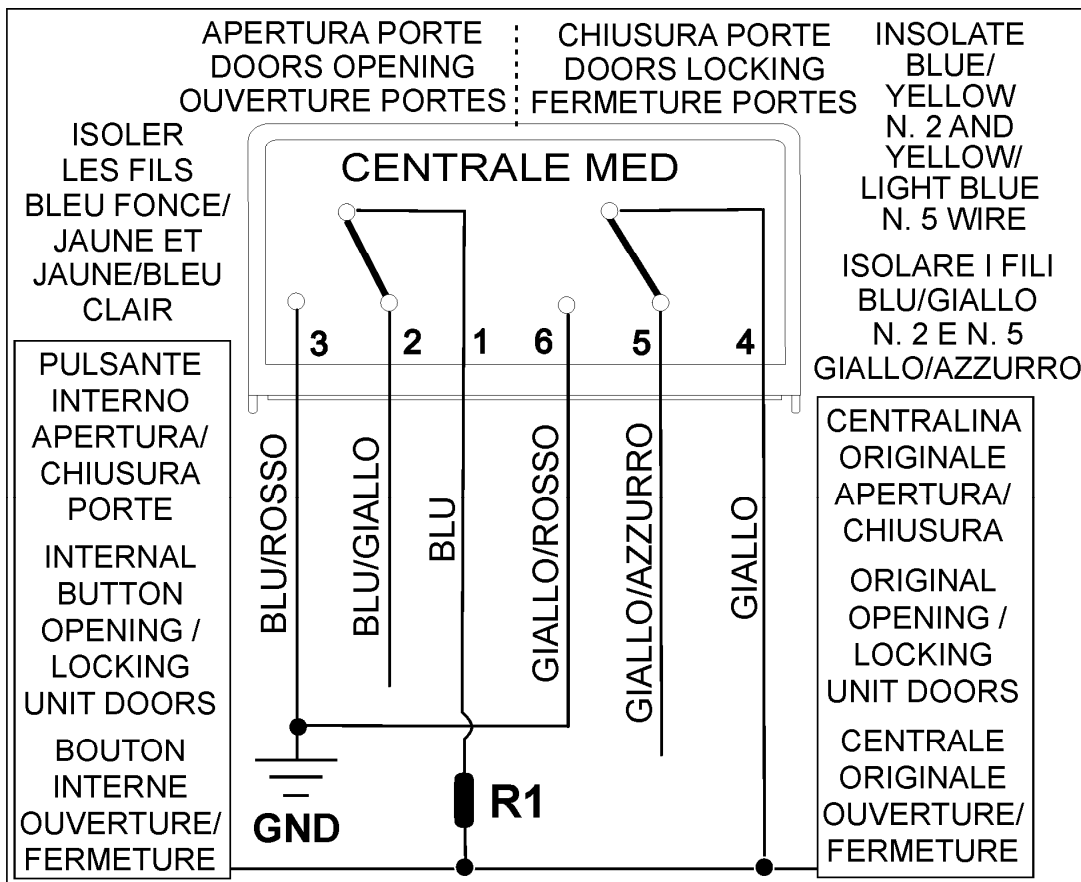 APERTURA PORTE
DOORS OPENING
OUVERTURE PORTES
CHIUSURA PORTE
DOORS LOCKING
FERMETURE PORTES
INSOLATE
BLUE/
YELLOW
N. 2 AND
YELLOW/
LIGHT BLUE
N. 5 WIRE
ISOLER
LES FILS
BLEU FONCE/
JAUNE ET
JAUNE/BLEU
CLAIR
CENTRALE MED
ISOLARE I FILI
BLU/GIALLO
N. 2 E N. 5
GIALLO/AZZURRO
3 2 1 6 5 4
PULSANTE
INTERNO
APERTURA/
CHIUSURA
PORTE
INTERNAL
BUTTON
OPENING /
LOCKING
UNIT DOORS
BOUTON
INTERNE
OUVERTURE/
FERMETURE
BLU/ROSSO
BLU/GIALLO
BLU
GIALLO/ROSSO
GIALLO/AZZURRO
GIALLO
GND
R1
CENTRALINA
ORIGINALE
APERTURA/
CHIUSURA
ORIGINAL
OPENING /
LOCKING
UNIT DOORS
CENTRALE
ORIGINALE
OUVERTURE/
FERMETURE